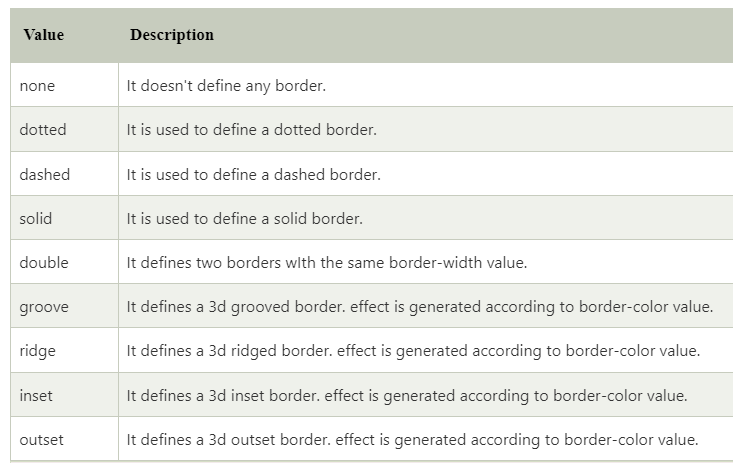 Value Description
none It doesn't define any border.
dotted It is used to define a dotted border.
dashed It is used to define a dashed border.
solid It is used to define a solid border.
double It defines two borders wIth the same border-width value.
groove It defines a 3d grooved border. effect is generated according to border-color value.
ridge It defines a 3d ridged border. effect is generated according to border-color value.
inset It defines a 3d inset border. effect is generated according to border-color value.
outset It defines a 3d outset border. effect is generated according to border-color value.